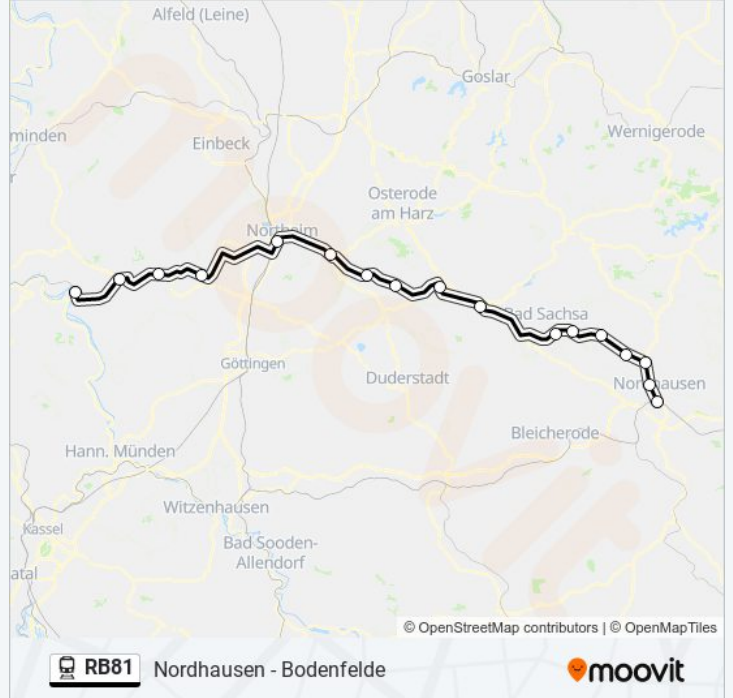 Alfeld (Leine)
Goslar
minden
Einbeck
Wernigerode
r
Osterode
am Harz
Northeim
Bad Sachsa
Göttingen
Duderstadt
Nordhausen
Bleicherode
Hann. Münden
Witzenhausen
Kassel
Bad Sooden-
Allendorf
atal
moovit
© OpenStreetMap contributors | © OpenMapTiles
RB81 Nordhausen - Bodenfelde
moovit